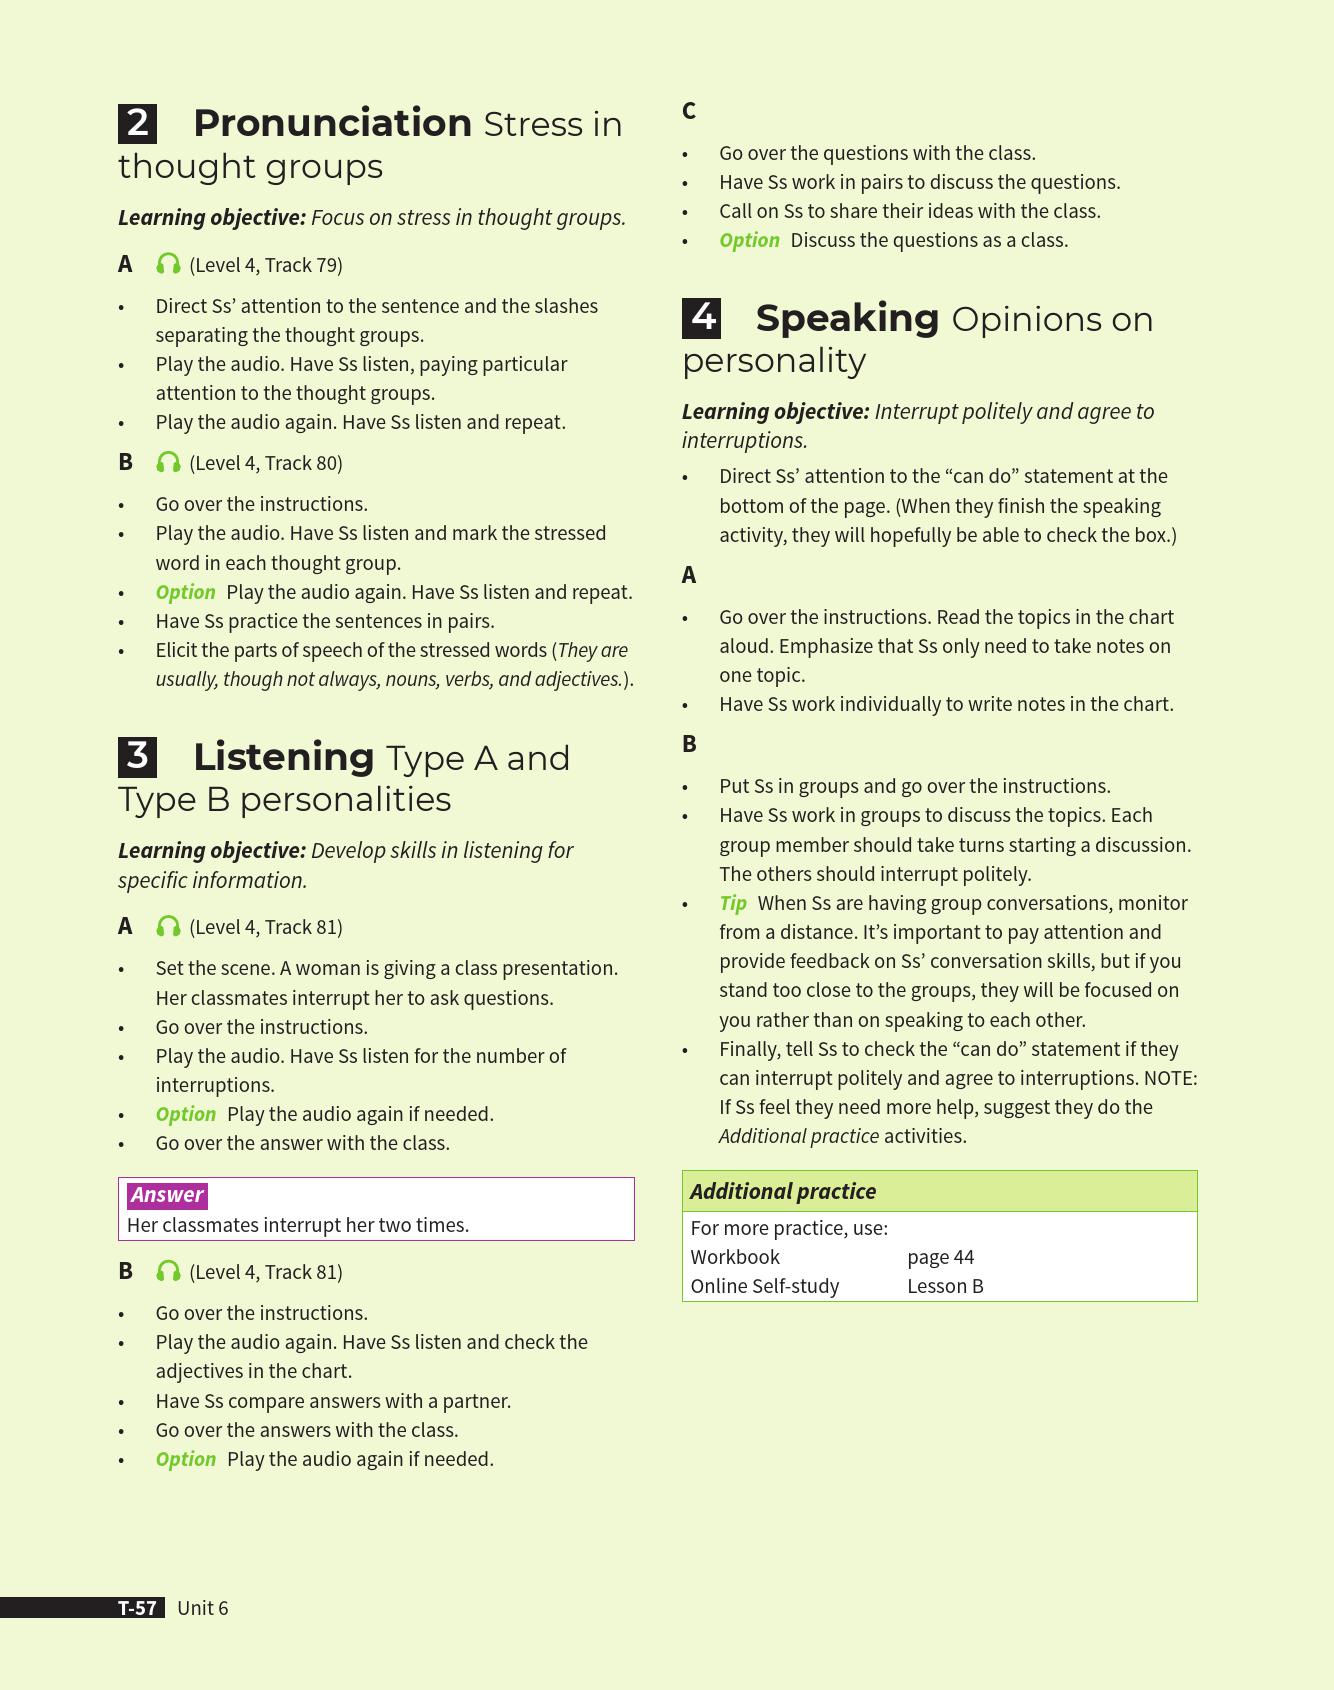 2 Pronunciation Stress in
thought groups
Learning objective: Focus on stress in thought groups.
A (Level 4, Track 79)
• Direct Ss’ attention to the sentence and the slashes
separating the thought groups.
• Play the audio. Have Ss listen, paying particular
attention to the thought groups.
• Play the audio again. Have Ss listen and repeat.
B (Level 4, Track 80)
• Go over the instructions.
• Play the audio. Have Ss listen and mark the stressed
word in each thought group.
• Option Play the audio again. Have Ss listen and repeat.
• Have Ss practice the sentences in pairs.
• Elicit the parts of speech of the stressed words (They are
usually, though not always, nouns, verbs, and adjectives.).
3 Listening Type A and
Type B personalities
Learning objective: Develop skills in listening for
specific information.
A (Level 4, Track 81)
• Set the scene. A woman is giving a class presentation.
Her classmates interrupt her to ask questions.
• Go over the instructions.
• Play the audio. Have Ss listen for the number of
interruptions.
• Option Play the audio again if needed.
• Go over the answer with the class.
Answer
Her classmates interrupt her two times.
B (Level 4, Track 81)
• Go over the instructions.
• Play the audio again. Have Ss listen and check the
adjectives in the chart.
• Have Ss compare answers with a partner.
• Go over the answers with the class.
• Option Play the audio again if needed.
C
• Go over the questions with the class.
• Have Ss work in pairs to discuss the questions.
• Call on Ss to share their ideas with the class.
• Option Discuss the questions as a class.
4 Speaking Opinions on
personality
Learning objective: Interrupt politely and agree to
interruptions.
• Direct Ss’ attention to the “can do” statement at the
bottom of the page. (When they finish the speaking
activity, they will hopefully be able to check the box.)
A
• Go over the instructions. Read the topics in the chart
aloud. Emphasize that Ss only need to take notes on
one topic.
• Have Ss work individually to write notes in the chart.
B
• Put Ss in groups and go over the instructions.
• Have Ss work in groups to discuss the topics. Each
group member should take turns starting a discussion.
The others should interrupt politely.
• Tip When Ss are having group conversations, monitor
from a distance. It’s important to pay attention and
provide feedback on Ss’ conversation skills, but if you
stand too close to the groups, they will be focused on
you rather than on speaking to each other.
• Finally, tell Ss to check the “can do” statement if they
can interrupt politely and agree to interruptions. NOTE:
If Ss feel they need more help, suggest they do the
Additional practice activities.
Additional practice
For more practice, use:
Workbook page 44
Online Self-study Lesson B
T-57 Unit 6